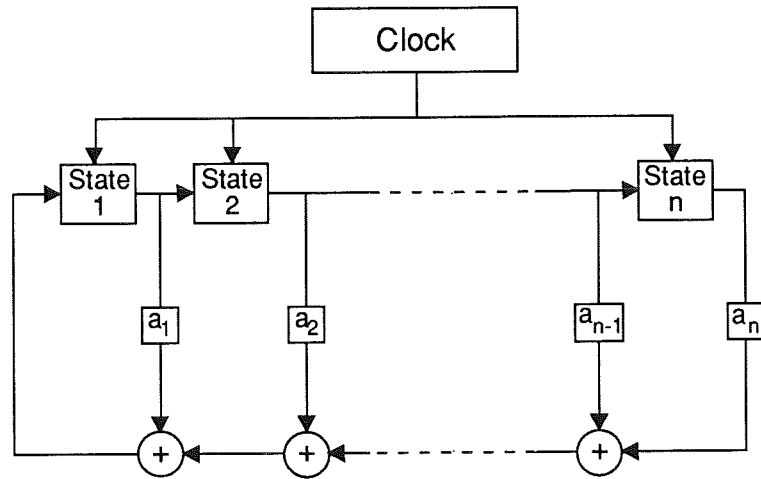 Clock
State
1
State
2
State
n
a₁
a₂
aₙ₋₁
aₙ
+
+
+